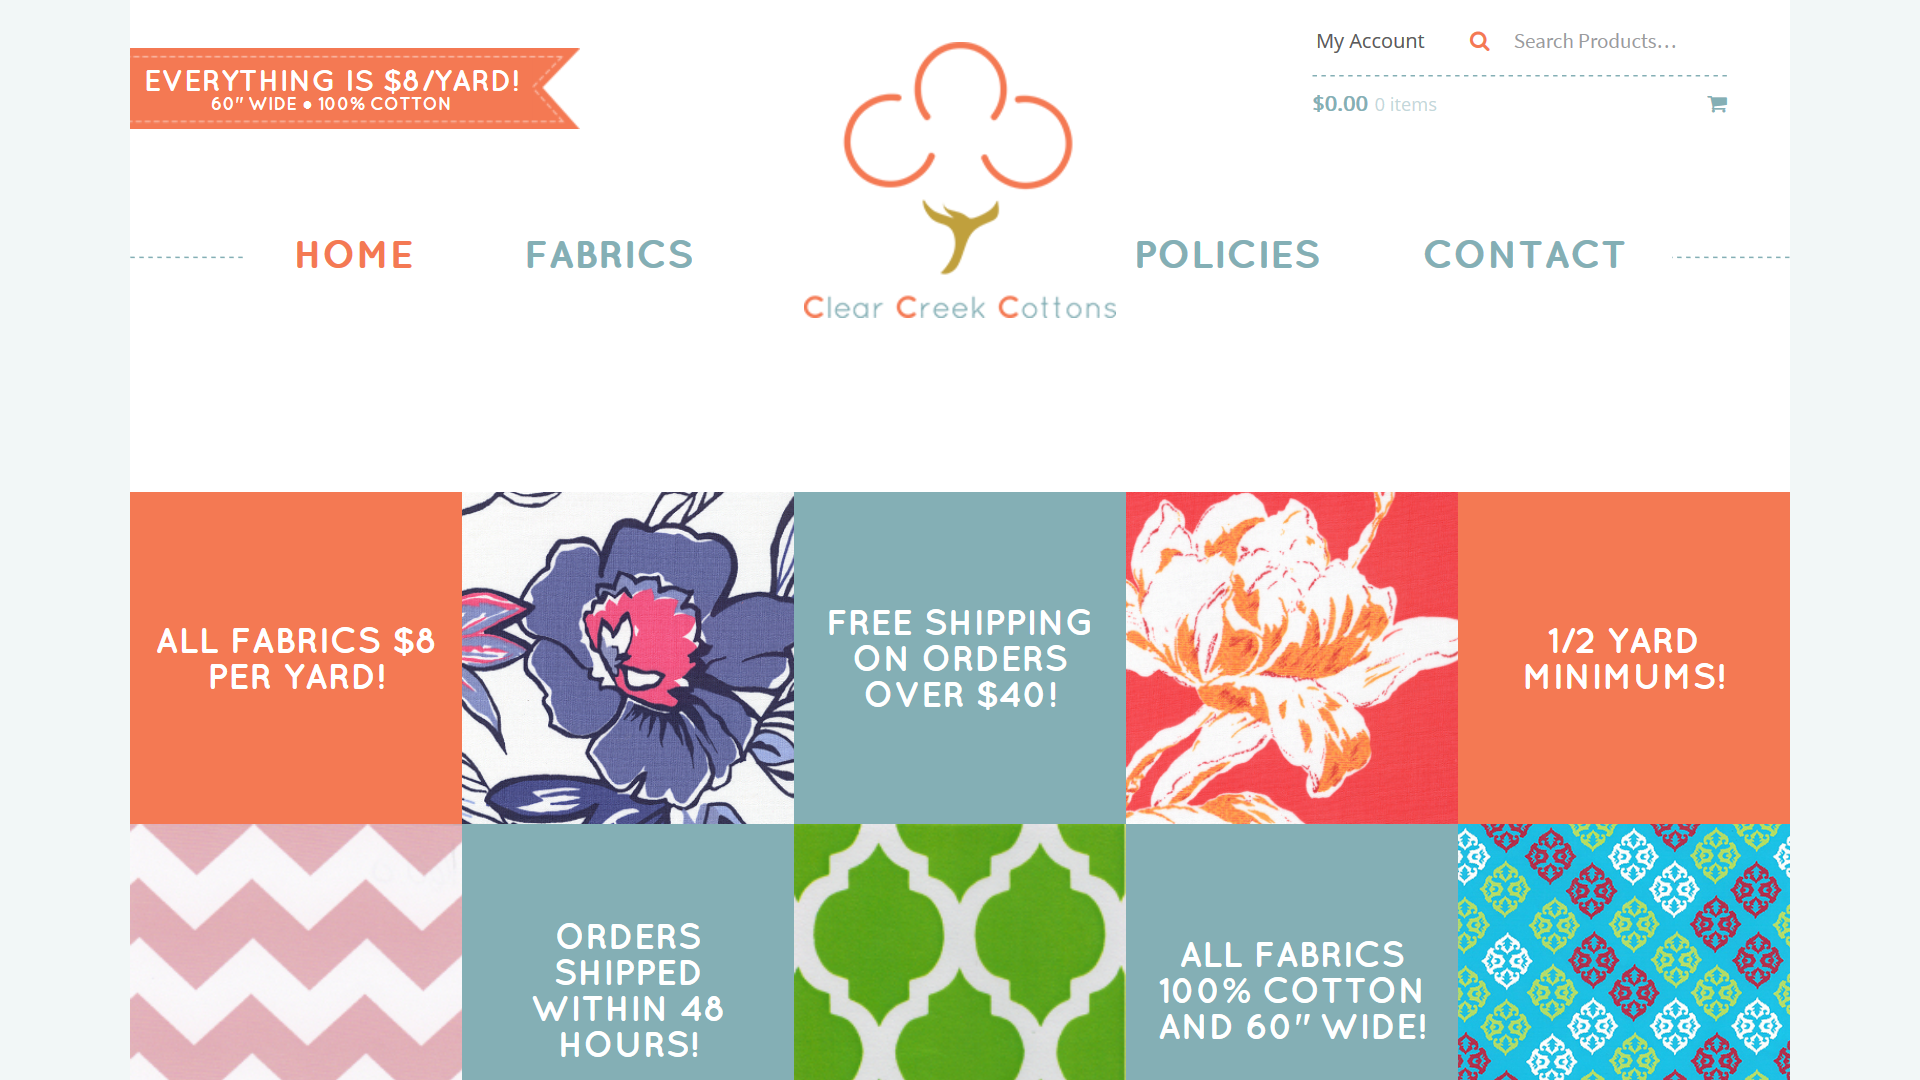 My Account
Search Products...
EVERYTHING IS $8/YARD!
60" WIDE • 100% COTTON
$0.00 0 items
HOME
FABRICS
POLICIES
CONTACT
Clear Creek Cottons
ALL FABRICS $8
PER YARD!
FREE SHIPPING
ON ORDERS
OVER $40!
1/2 YARD
MINIMUMS!
ORDERS
SHIPPED
WITHIN 48
HOURS!
ALL FABRICS
100% COTTON
AND 60" WIDE!